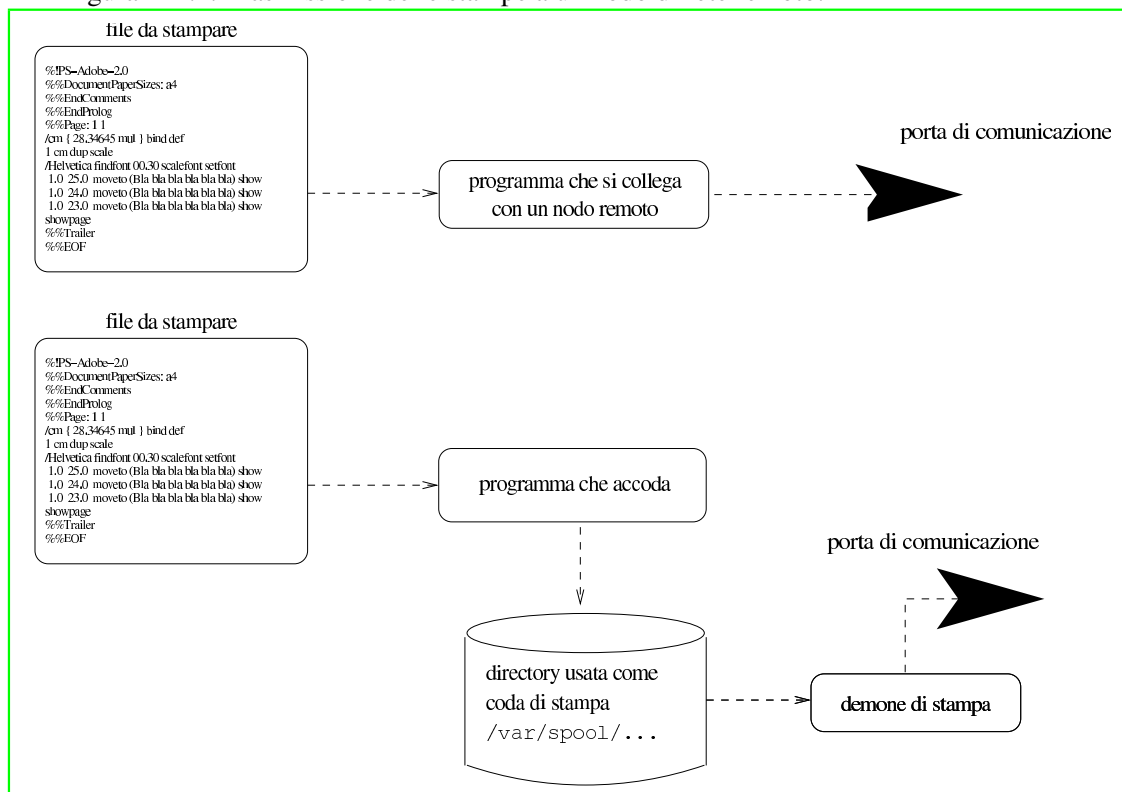 file da stampare
%!PS-Adobe-2.0
%%DocumentPaperSizes: a4
%%EndComments
%%EndProlog
%%Page: 1 1
/cm { 28.34645 mul } bind def
1 cm dup scale
/Helvetica findfont 00.30 scalefont setfont
1.0 25.0 moveto (Bla bla bla bla bla bla) show
1.0 24.0 moveto (Bla bla bla bla bla bla) show
1.0 23.0 moveto (Bla bla bla bla bla bla) show
showpage
%%Trailer
%%EOF
programma che si collega
con un nodo remoto
porta di comunicazione
file da stampare
%!PS-Adobe-2.0
%%DocumentPaperSizes: a4
%%EndComments
%%EndProlog
%%Page: 1 1
/cm { 28.34645 mul } bind def
1 cm dup scale
/Helvetica findfont 00.30 scalefont setfont
1.0 25.0 moveto (Bla bla bla bla bla bla) show
1.0 24.0 moveto (Bla bla bla bla bla bla) show
1.0 23.0 moveto (Bla bla bla bla bla bla) show
showpage
%%Trailer
%%EOF
programma che accoda
porta di comunicazione
directory usata come
coda di stampa
/var/spool/...
demone di stampa